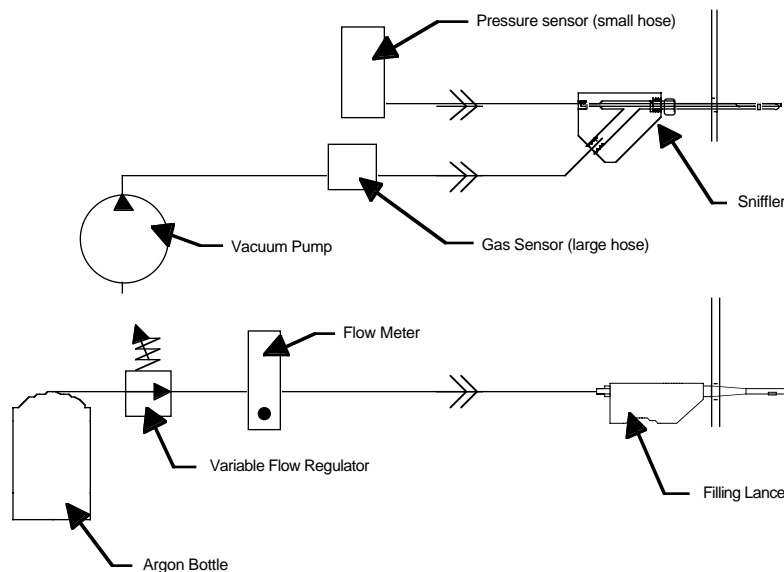 Pressure sensor (small hose)
Sniffler
Vacuum Pump
Gas Sensor (large hose)
Flow Meter
Variable Flow Regulator
Filling Lance
Argon Bottle